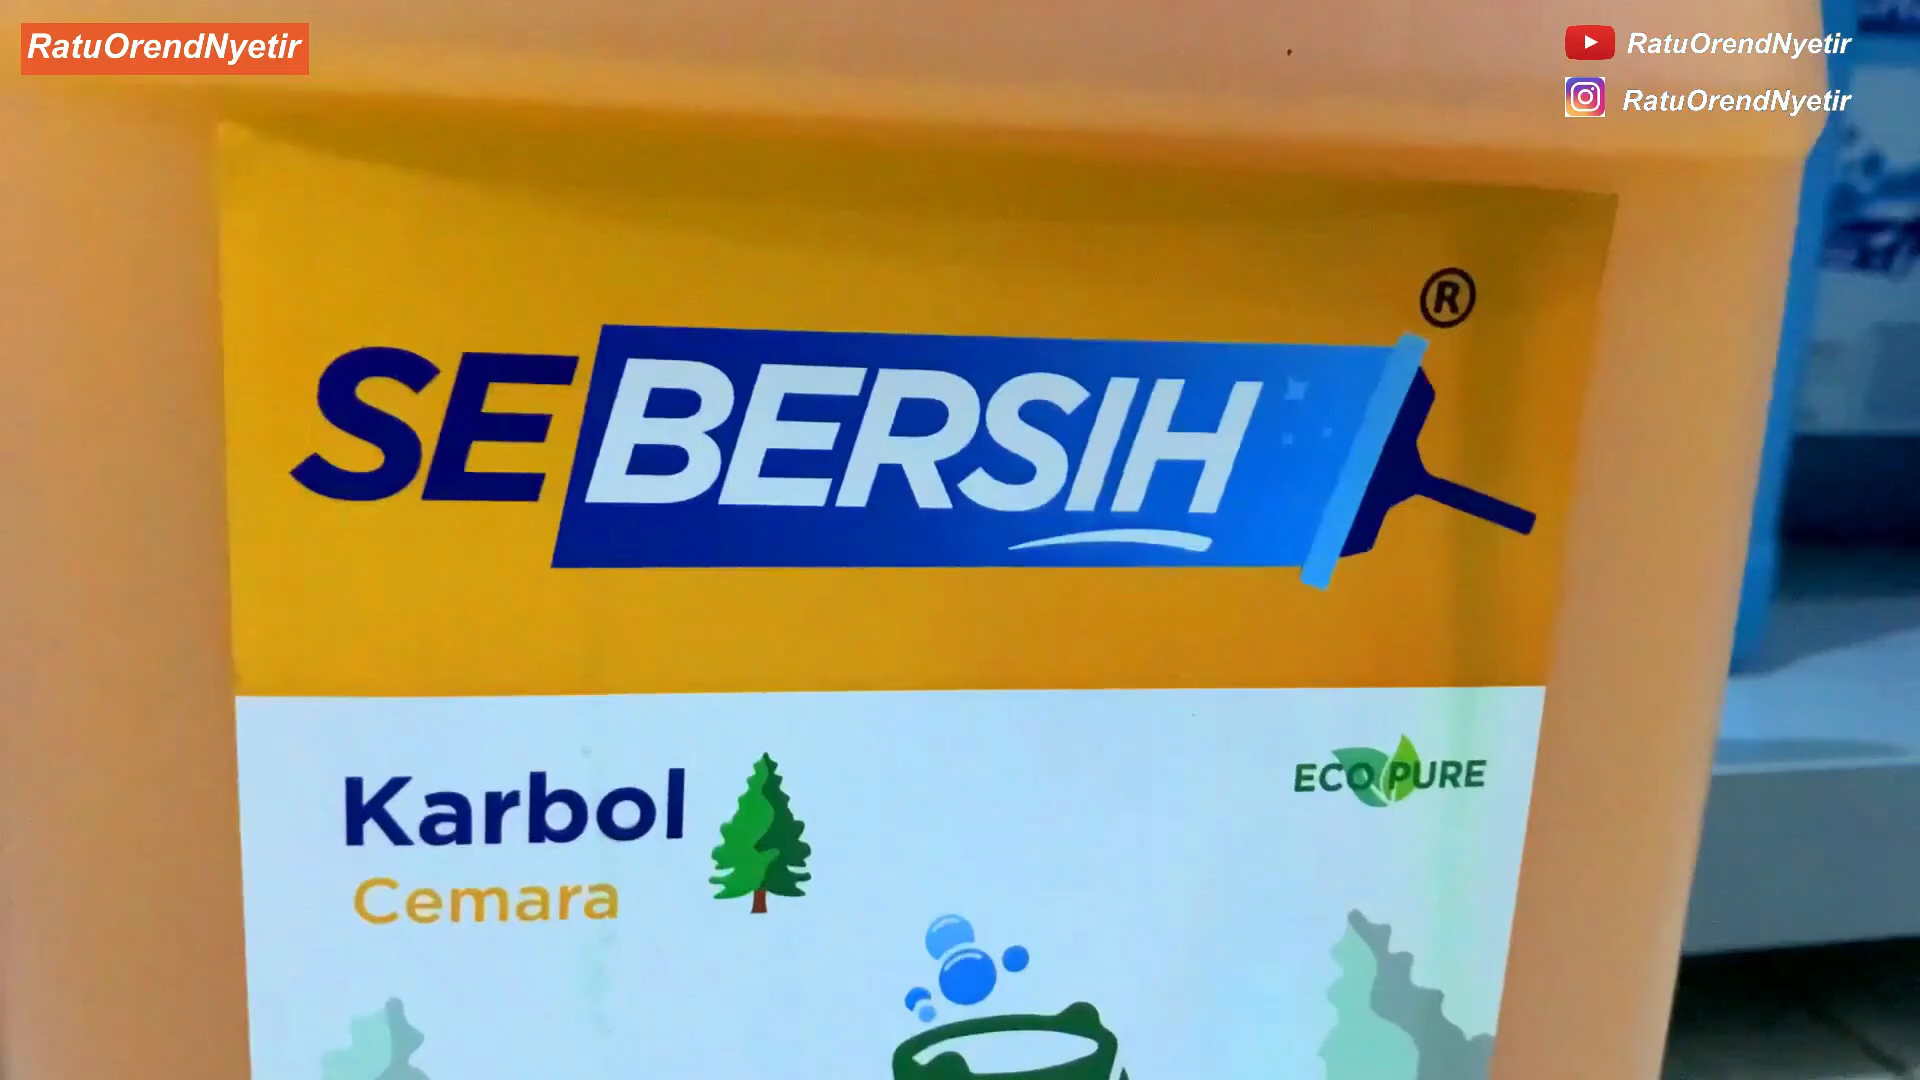 RatuOrendNyetir
RatuOrendNyetir
RatuOrendNyetir
®
SEBERSIH
Karbol
Cemara
ECO PURE